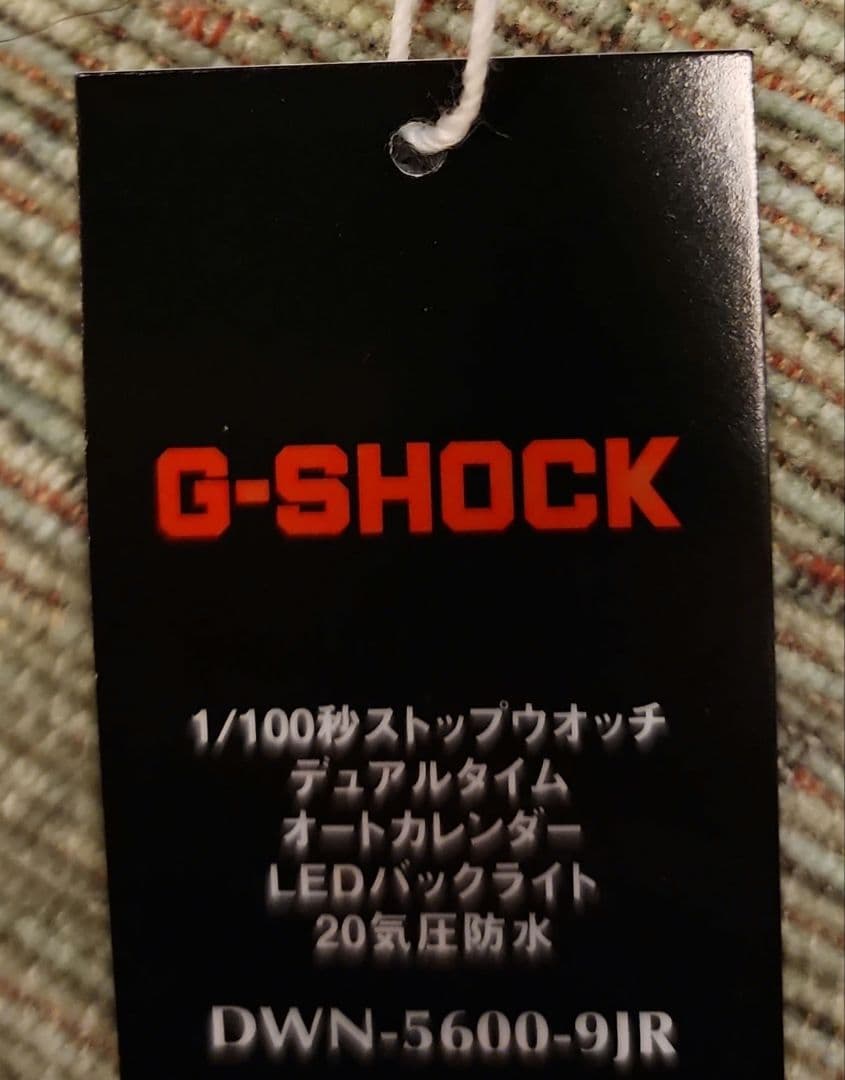 G-SHOCK
1/100秒ストップウオッチ
デュアルタイム
オートカレンダー
LEDバックライト
20気圧防水
DWN-5600-9JR